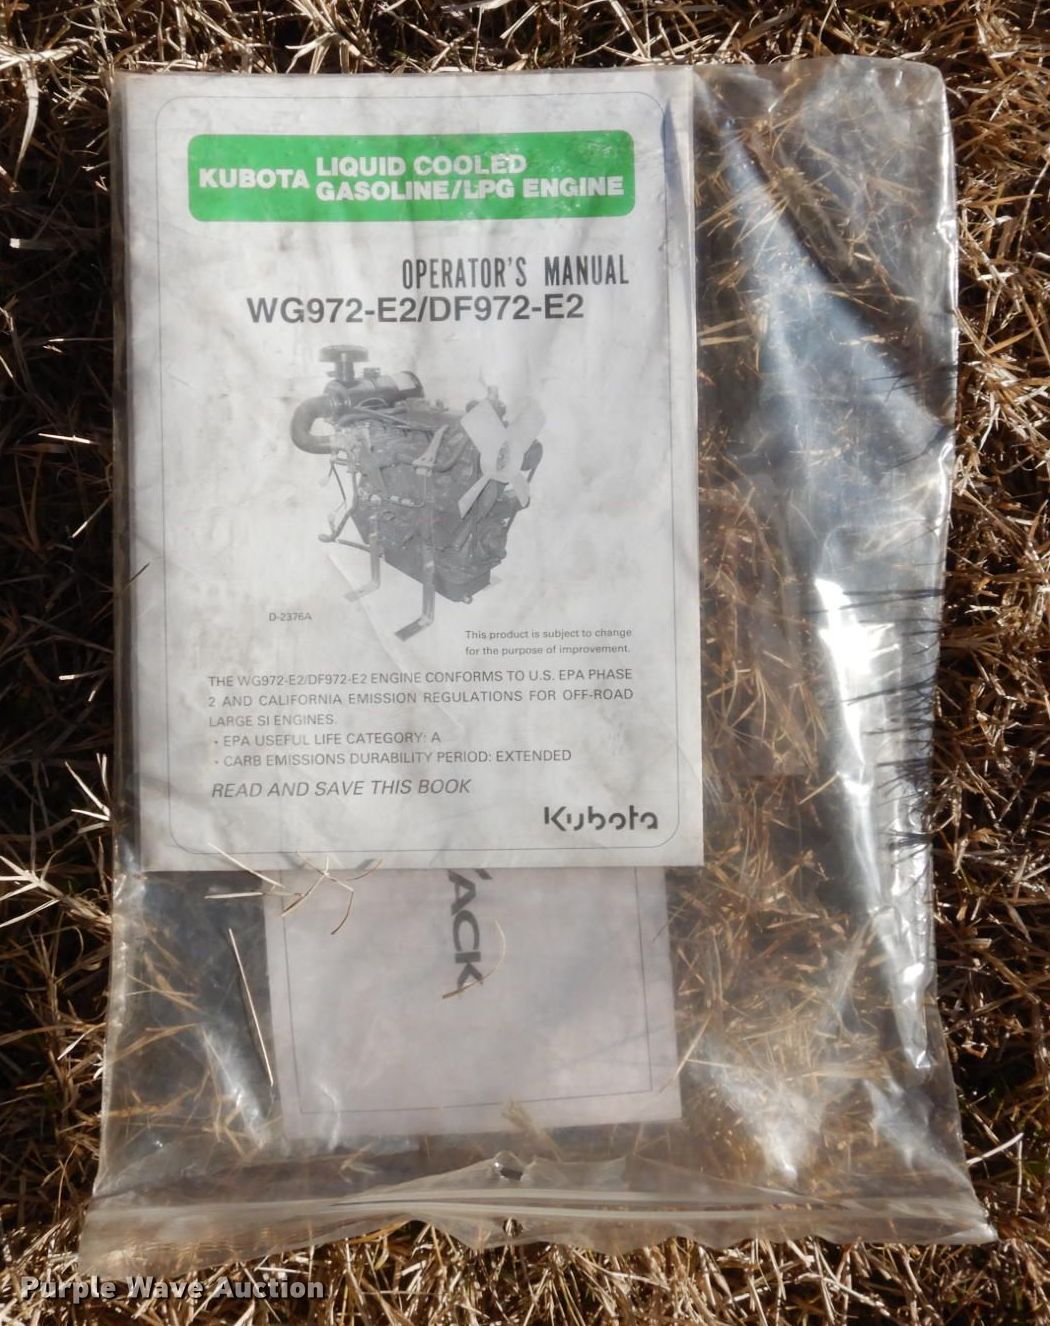 KUBOTA LIQUID COOLED
GASOLINE/LPG ENGINE
OPERATOR'S MANUAL
WG972-E2/DF972-E2
D-2376A
This product is subject to change
for the purpose of improvement.
THE WG972-E2/DF972-E2 ENGINE CONFORMS TO U.S. EPA PHASE
2 AND CALIFORNIA EMISSION REGULATIONS FOR OFF-ROAD
LARGE SI ENGINES.
· EPA USEFUL LIFE CATEGORY: A
· CARB EMISSIONS DURABILITY PERIOD: EXTENDED
READ AND SAVE THIS BOOK
Kubota
ACK
Purple Wave Auction